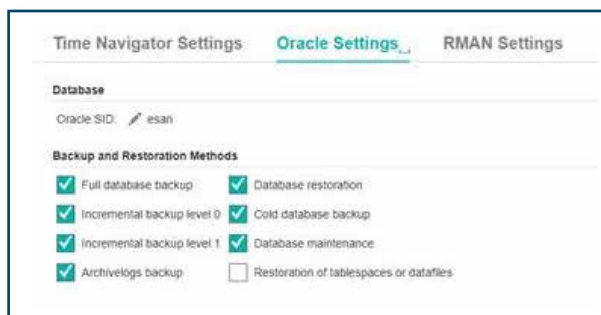 Time Navigator Settings Oracle Settings RMAN Settings
Database
Oracle SID: esan
Backup and Restoration Methods
Full database backup Database restoration
Incremental backup level 0 Cold database backup
Incremental backup level 1 Database maintenance
Archivelogs backup Restoration of tablespaces or datafiles